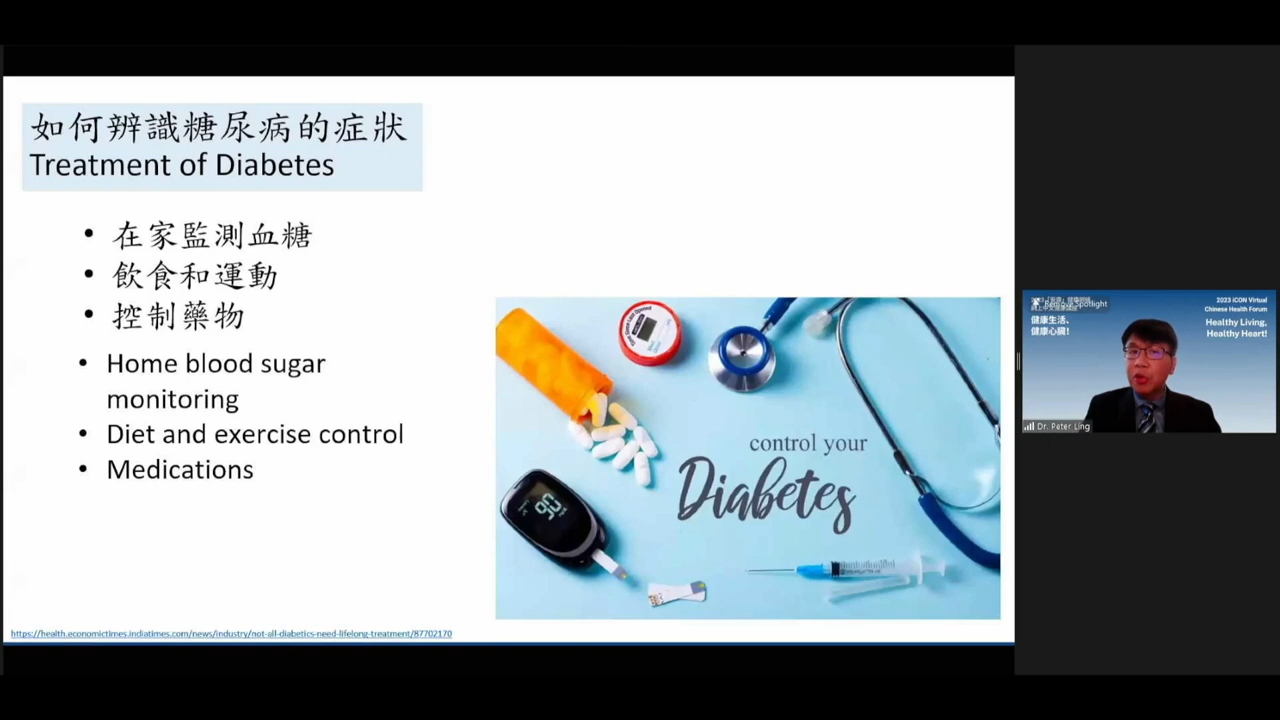 如何辨識糖尿病的症狀
Treatment of Diabetes
• 在家監測血糖
• 飲食和運動
• 控制藥物
• Home blood sugar
monitoring
• Diet and exercise control
• Medications
control your
Diabetes
90
https://health.economictimes.indiatimes.com/news/industry/not-all-diabetics-need-lifelong-treatment/87702170
Spotlight
健康生活、
健康心臟!
2023 iCON Virtual
Chinese Health Forum
Healthy Living,
Healthy Heart!
Dr. Peter Ling